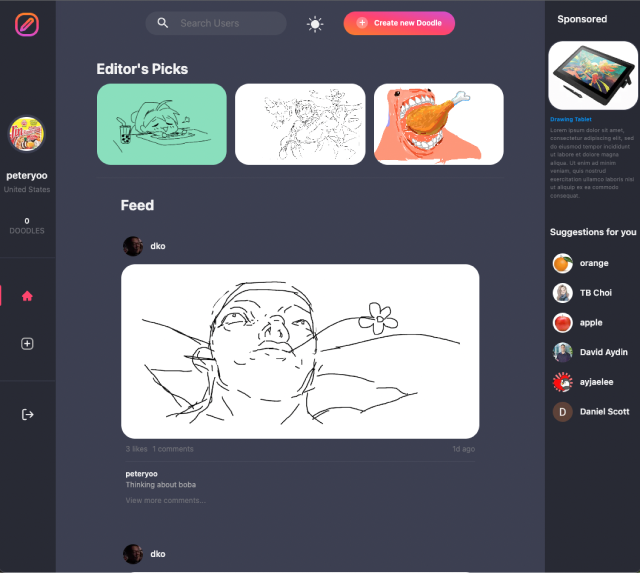 Search Users
Create new Doodle
peteryoo
United States
0
DOODLES
Editor's Picks
Feed
dko
3 likes 1 comments
1d ago
peteryoo
Thinking about boba
View more comments...
dko
Sponsored
Drawing Tablet
Lorem ipsum dolor sit amet,
consectetur adipiscing elit, sed
do eiusmod tempor incididunt
ut labore et dolore magna
aliqua. Ut enim ad minim
veniam, quis nostrud
exercitation ullamco laboris nisi
ut aliquip ex ea commodo
consequat.
Suggestions for you
orange
TB Choi
apple
David Aydin
ayjaelee
D
Daniel Scott